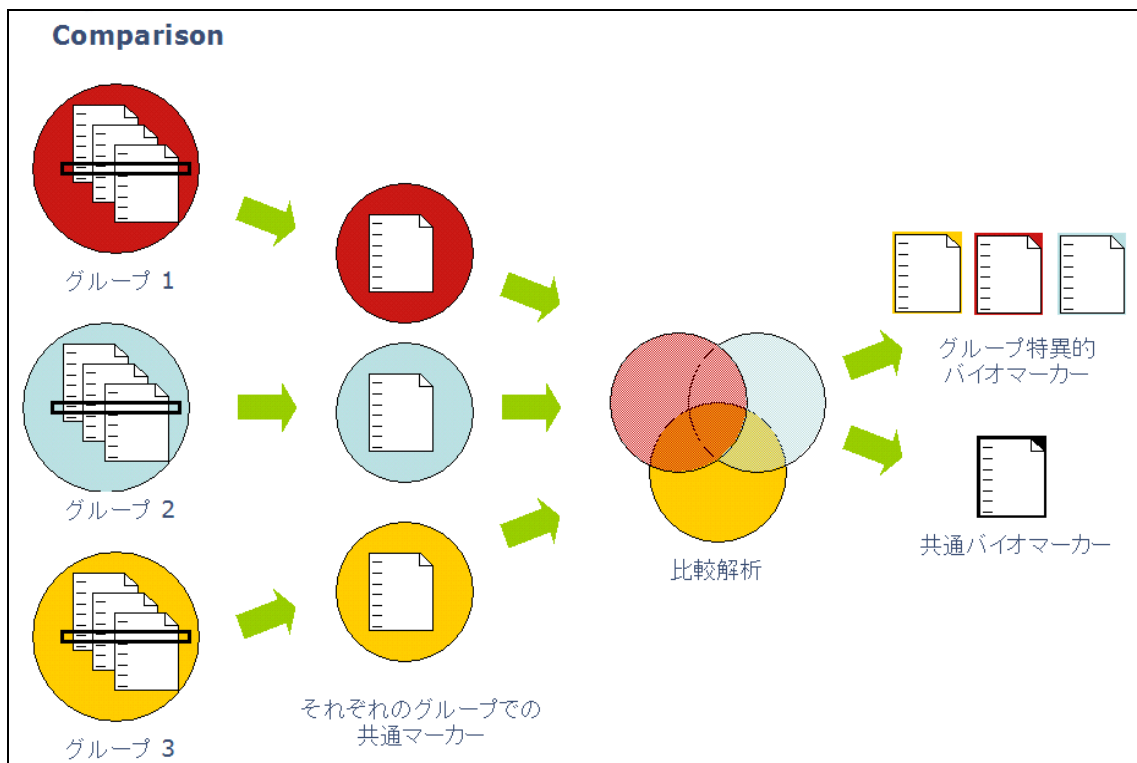 Comparison
グループ 1
グループ 2
グループ 3
それぞれのグループでの
共通マーカー
比較解析
グループ特異的
バイオマーカー
共通バイオマーカー